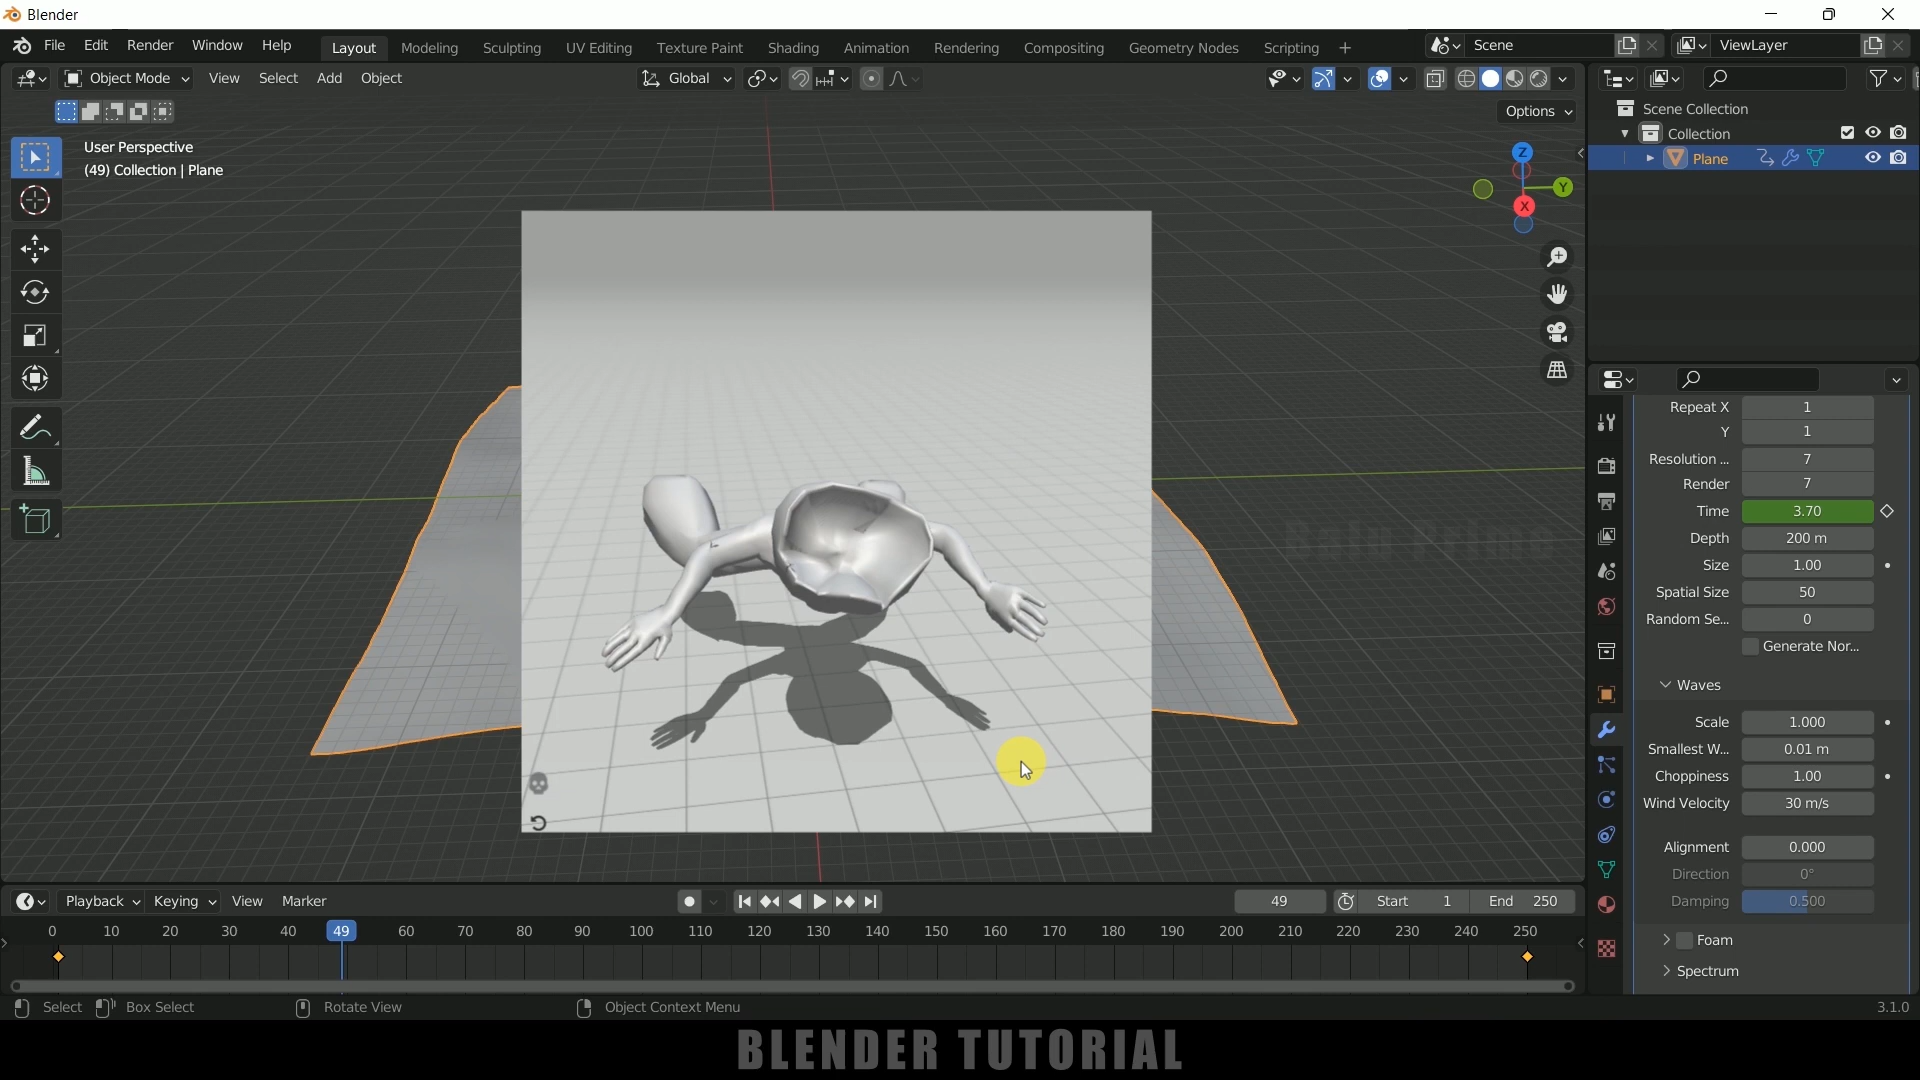 Blender
File Edit Render Window Help Layout Modeling Sculpting UV Editing Texture Paint Shading Animation Rendering Compositing Geometry Nodes Scripting + Scene ViewLayer
Object Mode View Select Add Object Global
Options
User Perspective
(49) Collection | Plane
Z
Y
X
Scene Collection
Collection
Plane
Repeat X 1
Y 1
Resolution ... 7
Render 7
Time 3.70
Depth 200 m
Size 1.00
Spatial Size 50
Random Se... 0
Generate Nor...
Waves
Scale 1.000
Smallest W... 0.01 m
Choppiness 1.00
Wind Velocity 30 m/s
Alignment 0.000
Direction 0°
Damping 0.500
Foam
Spectrum
Playback Keying View Marker 49 Start 1 End 250
0 10 20 30 40 49 60 70 80 90 100 110 120 130 140 150 160 170 180 190 200 210 220 230 240 250
Select Box Select Rotate View Object Context Menu 3.1.0
BLENDER TUTORIAL